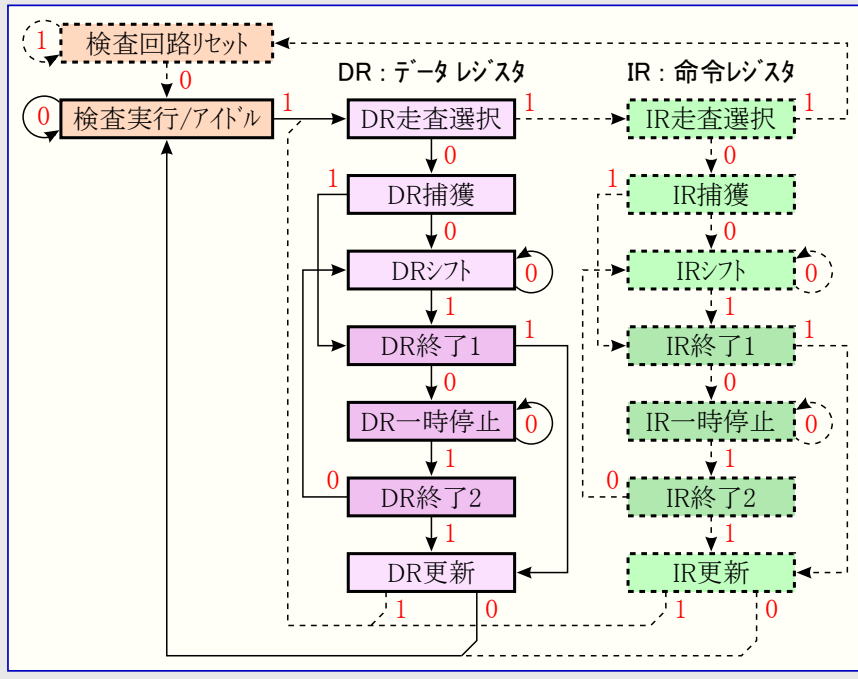 1
検査回路リセット
0
DR : データ レジスタ
IR : 命令レジスタ
0
検査実行/アイドル
1
DR走査選択
1
IR走査選択
1
0
0
1
DR捕獲
1
IR捕獲
0
0
DRシフト
0
IRシフト
0
1
1
DR終了1
1
IR終了1
1
0
0
DR一時停止
0
IR一時停止
0
1
1
0
DR終了2
0
IR終了2
1
1
DR更新
IR更新
1
0
1
0